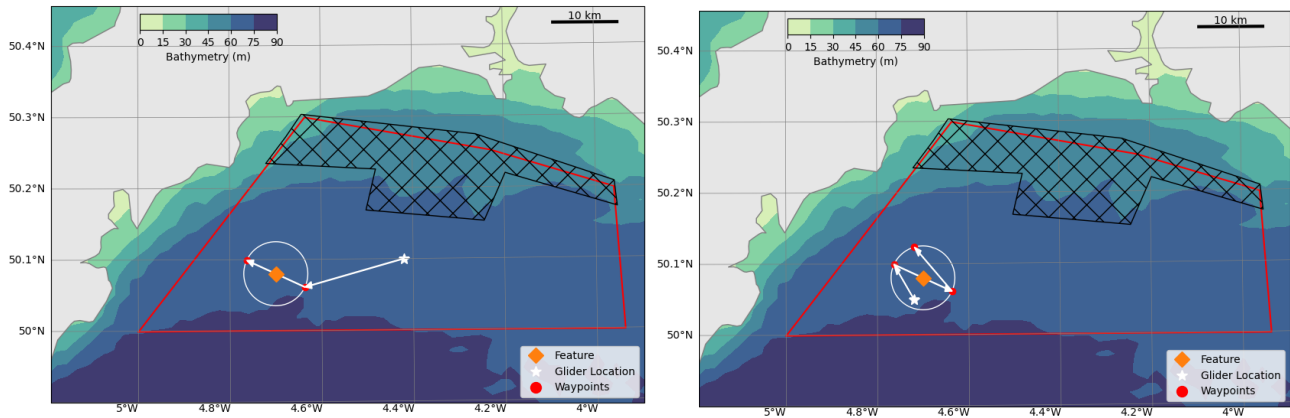 50.4°N
50.3°N
50.2°N
50.1°N
50°N
5°W 4.8°W 4.6°W 4.4°W 4.2°W 4°W
0 15 30 45 60 75 90
Bathymetry (m)
10 km
Feature
Glider Location
Waypoints
50.4°N
50.3°N
50.2°N
50.1°N
50°N
5°W 4.8°W 4.6°W 4.4°W 4.2°W 4°W
0 15 30 45 60 75 90
Bathymetry (m)
10 km
Feature
Glider Location
Waypoints